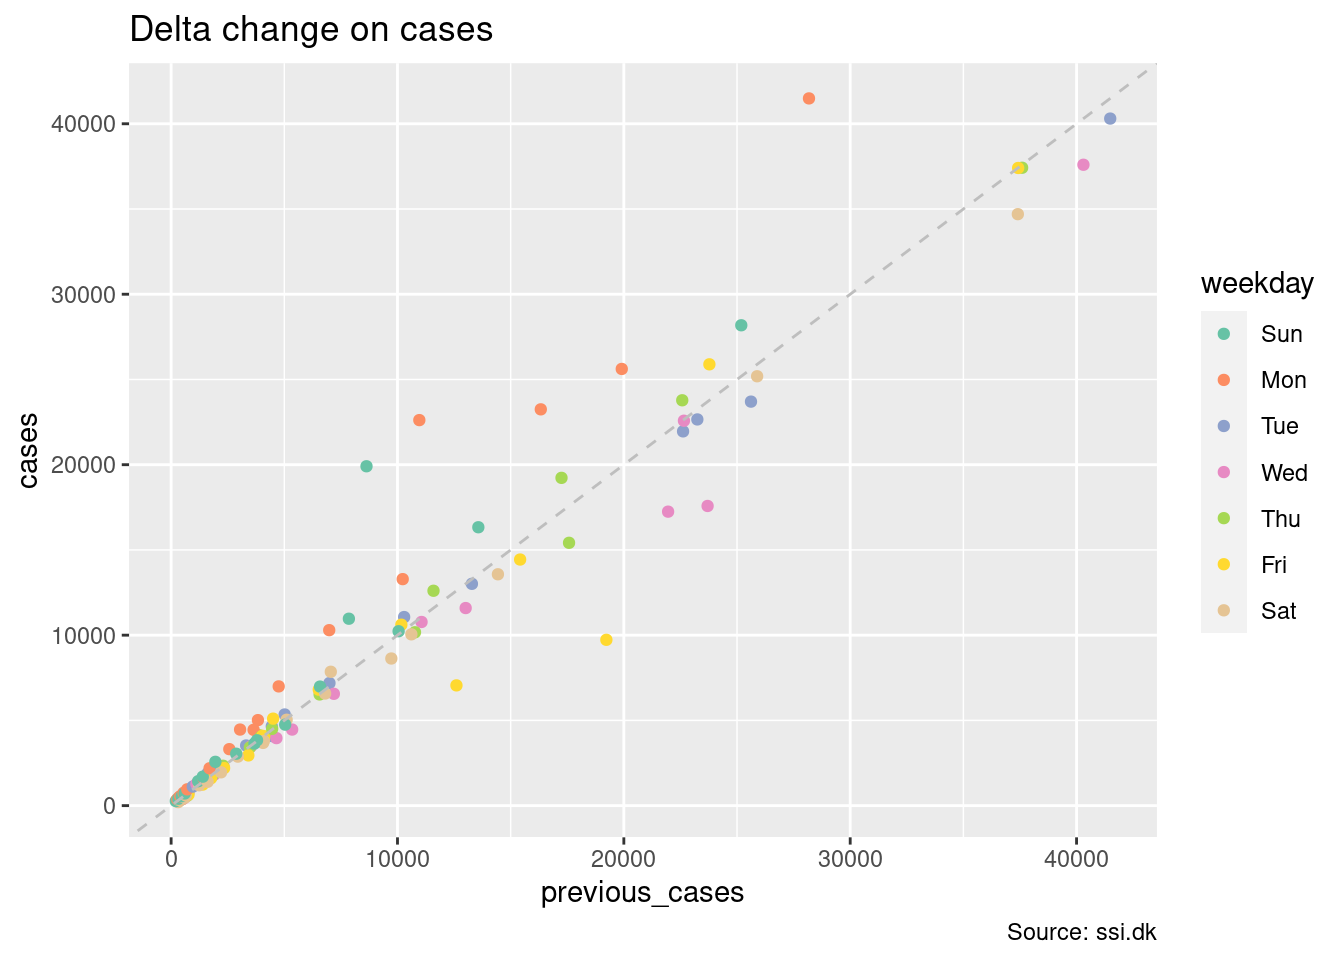 Delta change on cases
40000
30000
20000
10000
0
cases
0 10000 20000 30000 40000
previous_cases
weekday
Sun
Mon
Tue
Wed
Thu
Fri
Sat
Source: ssi.dk